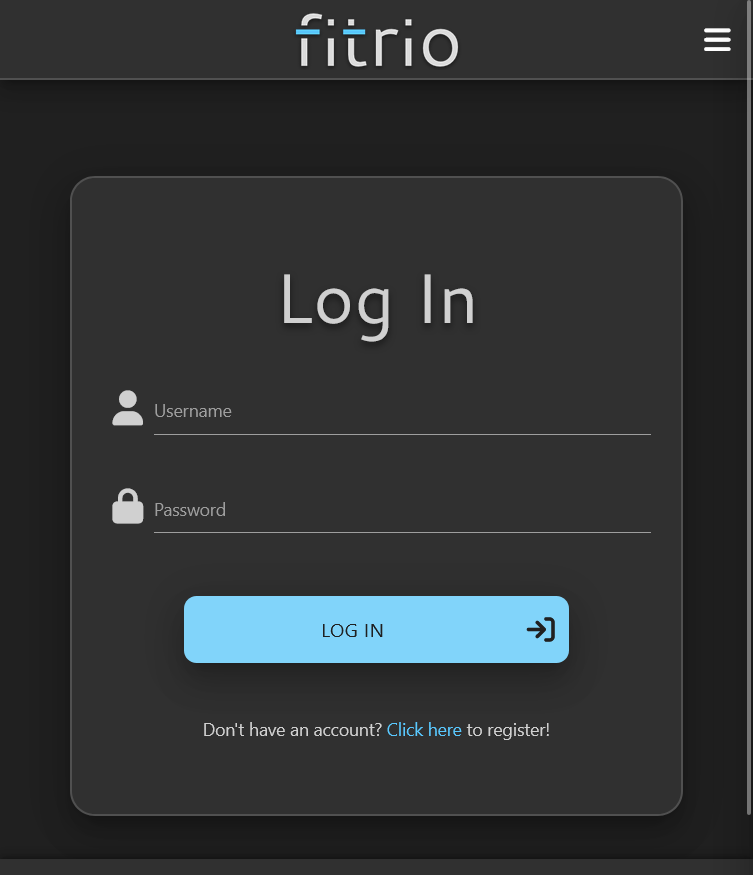 fitrio
Log In
Username
Password
LOG IN
Don't have an account? Click here to register!